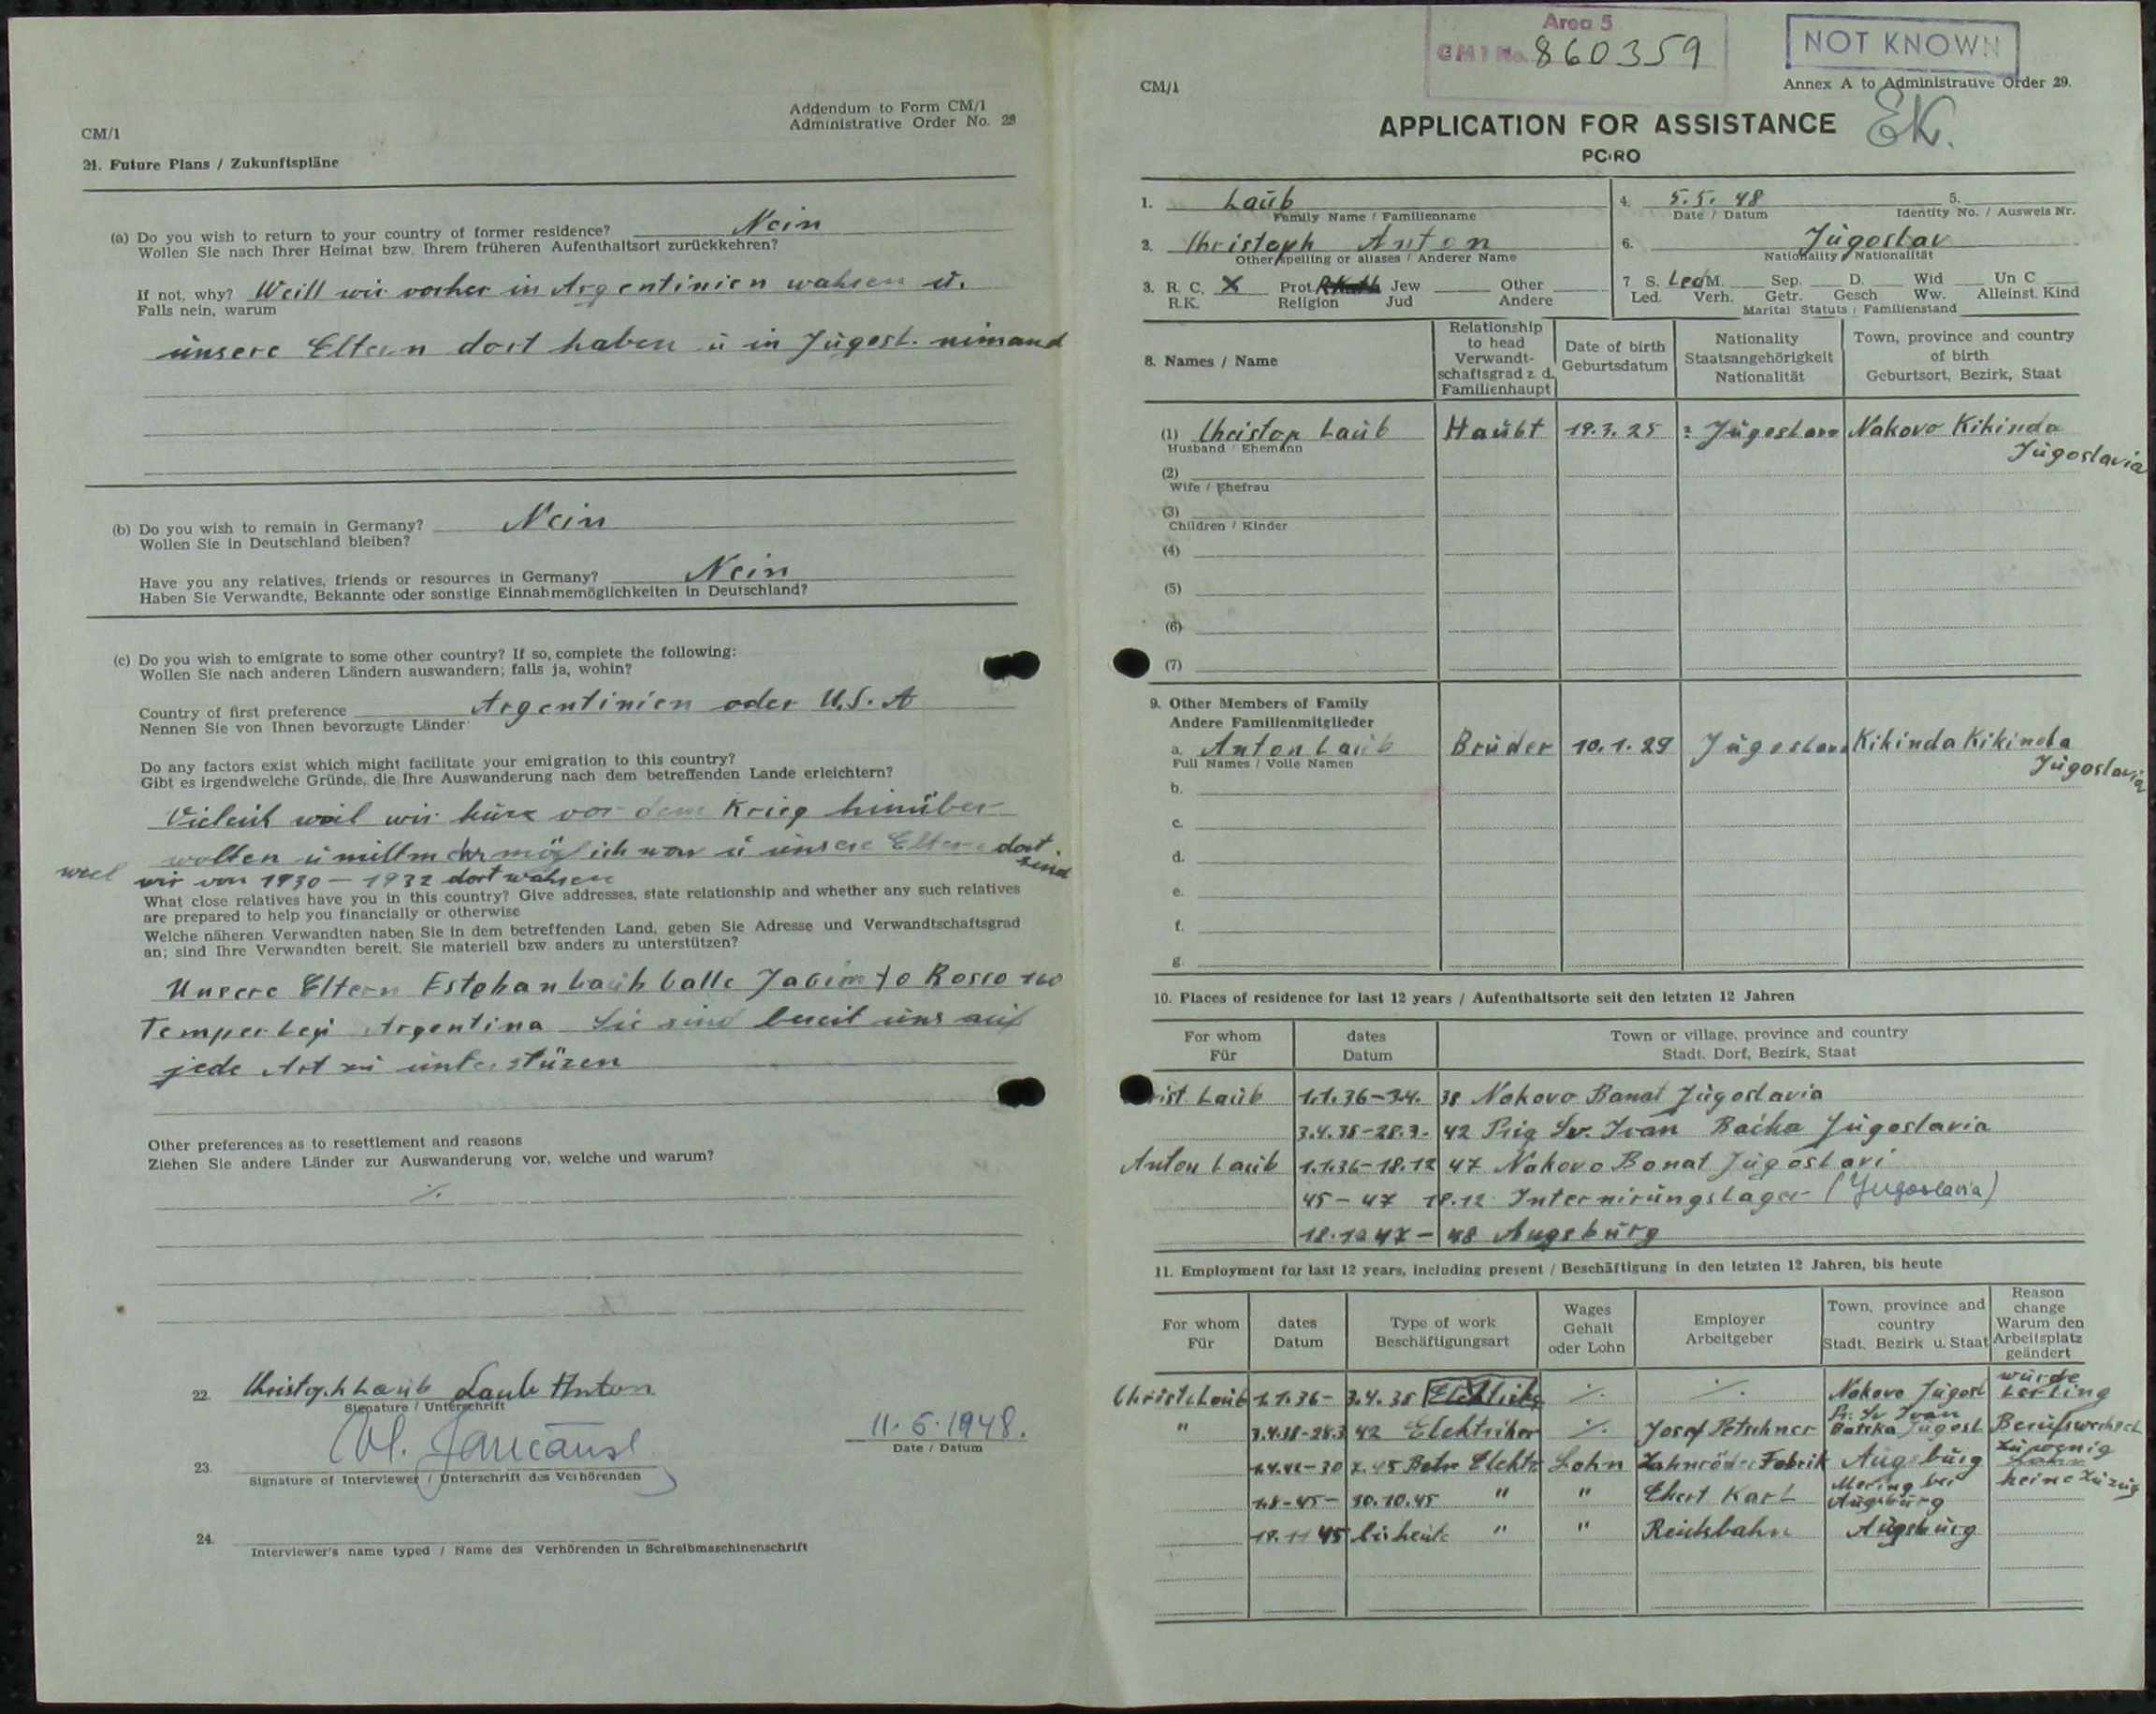 CM/1
Addendum to Form CM/1
Administrative Order No. 29
21. Future Plans / Zukunftspläne
(a) Do you wish to return to your country of former residence? Nein
Wollen Sie nach Ihrer Heimat bzw. Ihrem früheren Aufenthaltsort zurückkehren?
If not, why? Weill wir vorher in Argentinien wahren u.
Falls nein, warum
unsere Eltern dort haben u in Jugosl. nimand
(b) Do you wish to remain in Germany? Nein
Wollen Sie in Deutschland bleiben?
Have you any relatives, friends or resources in Germany? Nein
Haben Sie Verwandte, Bekannte oder sonstige Einnahmemöglichkeiten in Deutschland?
(c) Do you wish to emigrate to some other country? If so, complete the following:
Wollen Sie nach anderen Ländern auswandern; falls ja, wohin?
Country of first preference Argentinien oder U.S.A
Nennen Sie von Ihnen bevorzugte Länder
Do any factors exist which might facilitate your emigration to this country?
Gibt es irgendwelche Gründe, die Ihre Auswanderung nach dem betreffenden Lande erleichtern?
weil wir kurz vor dem Krieg hinüber
wolten u möglich war u unsere Eltern dort sind
weil wir von 1930 — 1932 dort wahren
What close relatives have you in this country? Give addresses, state relationship and whether any such relatives
are prepared to help you financially or otherwise
Welche näheren Verwandten haben Sie in dem betreffenden Land, geben Sie Adresse und Verwandtschaftsgrad
an; sind Ihre Verwandten bereit, Sie materiell bzw. anders zu unterstützen?
Unsere Eltern Estehan Laub Calle Jacinto Rosso 160
Temperley Argentina Sie sind bereit uns auf
jede Art zu unterstüzen
Other preferences as to resettlement and reasons
Ziehen Sie andere Länder zur Auswanderung vor, welche und warum?
./.
22. Christoph Laub Laub Anton
Signature / Unterschrift
11.6.1948.
Date / Datum
23.
Signature of Interviewer / Unterschrift des Verhörenden
24.
Interviewer's name typed / Name des Verhörenden in Schreibmaschinenschrift
Area 5
CM1 No. 860359
NOT KNOWN
CM/1
Annex A to Administrative Order 29.
APPLICATION FOR ASSISTANCE EK.
PCIRO
1. Laub
Family Name / Familienname
4. 5.5.48 5.
Date / Datum Identity No. / Ausweis Nr.
2. Christoph Anton
Other spelling or aliases / Anderer Name
6. Jugoslav
Nationality / Nationalität
3. R. C. X Prot. Jew Other
R.K. Religion Jud Andere
7 S. Led M. Sep. D. Wid Un C
Led. Verh. Getr. Gesch Ww. Alleinst. Kind
Marital Status / Familienstand
8. Names / Name
Relationship to head Verwandt-schaftsgrad z. d. Familienhaupt
Date of birth Geburtsdatum
Nationality Staatsangehörigkeit Nationalität
Town, province and country of birth Geburtsort, Bezirk, Staat
(1) Christop Laub Haubt 19.3.25 Jugoslave Nakovo Kikinda Jugoslavia
Husband / Ehemann
(2)
Wife / Ehefrau
(3)
Children / Kinder
(4)
(5)
(6)
(7)
9. Other Members of Family
Andere Familienmitglieder
a. Anton Laub Bruder 10.1.29 Jugoslave Kikinda Kikinda Jugoslavia
Full Names / Volle Namen
b.
c.
d.
e.
f.
g.
10. Places of residence for last 12 years / Aufenthaltsorte seit den letzten 12 Jahren
For whom Für
dates Datum
Town or village, province and country Stadt, Dorf, Bezirk, Staat
rist Laub 1.1.36-3.4. 38 Nakovo Banat Jugoslavia
3.4.38-28.3. 42 Prig Sv. Ivan Bačka Jugoslavia
Anton Laub 1.1.36-18.12 47 Nakovo Banat Jugoslavi
45-47 18.12 Internirungslager (Jugoslavia)
18.12 47- 48 Augsburg
11. Employment for last 12 years, including present / Beschäftigung in den letzten 12 Jahren, bis heute
For whom Für
dates Datum
Type of work Beschäftigungsart
Wages Gehalt oder Lohn
Employer Arbeitgeber
Town, province and country Stadt, Bezirk u. Staat
Reason change Warum den Arbeitsplatz geändert
Christ Laub 1.1.36- 3.4.38 ./. ./. Nakovo Jugosl wurde Lerling
" 3.4.38-28.3 42 Elektriker ./. Josef Petschner Pr. Sv Ivan Batska Jugosl Berufswechsel
1.4.42-30 7.45 Betr Elektr Lohn Zahnräder Fabrik Augsburg zu wenig Lohn
1.8-45- 10.10.45 " " Ekert Karl Mering bei Augsburg keine Zuzug
19.11 45 bis heute " " Reichsbahn Augsburg